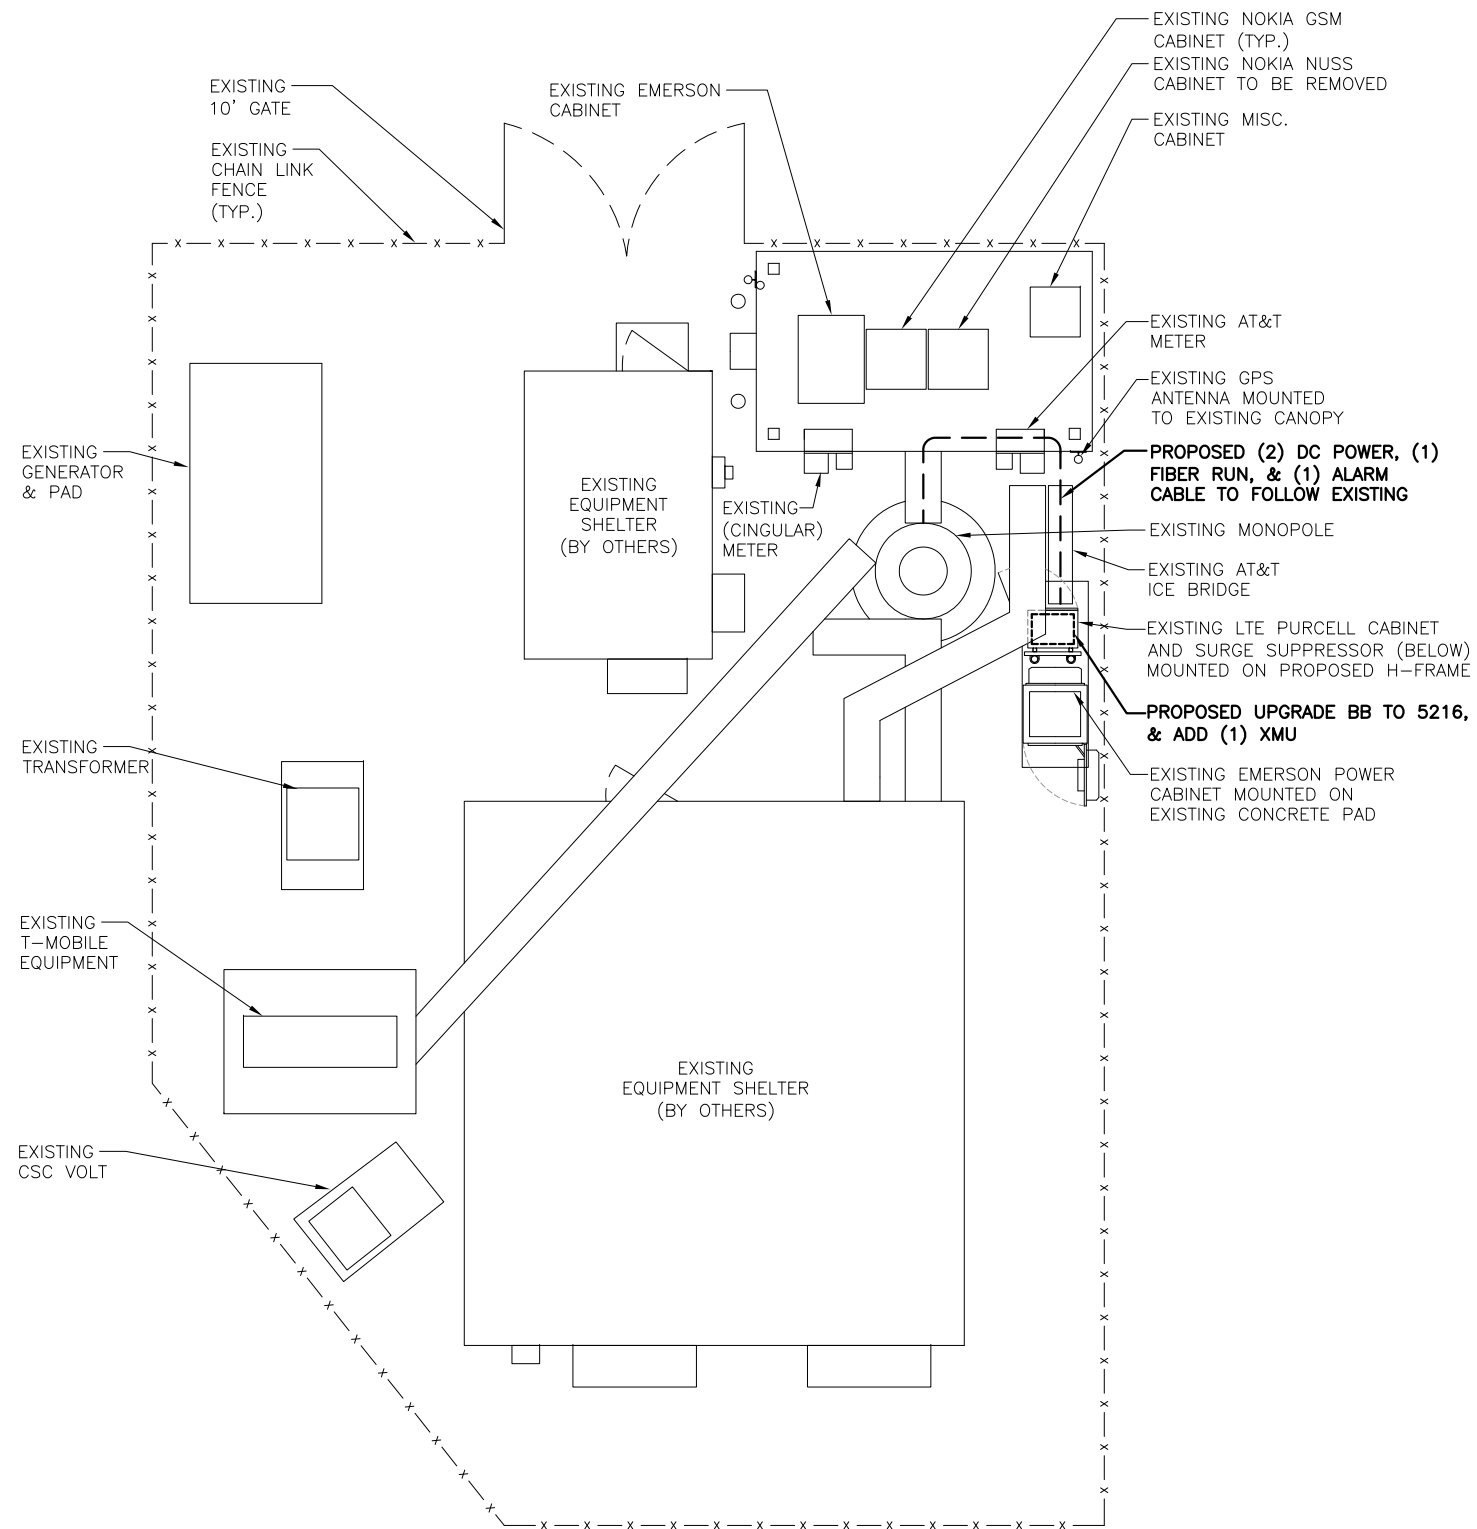 EXISTING NOKIA GSM
CABINET (TYP.)
EXISTING NOKIA NUSS
CABINET TO BE REMOVED
EXISTING
10' GATE
EXISTING EMERSON
CABINET
EXISTING MISC.
CABINET
EXISTING
CHAIN LINK
FENCE
(TYP.)
EXISTING AT&T
METER
EXISTING GPS
ANTENNA MOUNTED
TO EXISTING CANOPY
EXISTING
GENERATOR
& PAD
PROPOSED (2) DC POWER, (1)
FIBER RUN, & (1) ALARM
CABLE TO FOLLOW EXISTING
EXISTING
EQUIPMENT
SHELTER
(BY OTHERS)
EXISTING
(CINGULAR)
METER
EXISTING MONOPOLE
EXISTING AT&T
ICE BRIDGE
EXISTING LTE PURCELL CABINET
AND SURGE SUPPRESSOR (BELOW)
MOUNTED ON PROPOSED H-FRAME
PROPOSED UPGRADE BB TO 5216,
& ADD (1) XMU
EXISTING
TRANSFORMER
EXISTING EMERSON POWER
CABINET MOUNTED ON
EXISTING CONCRETE PAD
EXISTING
T-MOBILE
EQUIPMENT
EXISTING
EQUIPMENT SHELTER
(BY OTHERS)
EXISTING
CSC VOLT